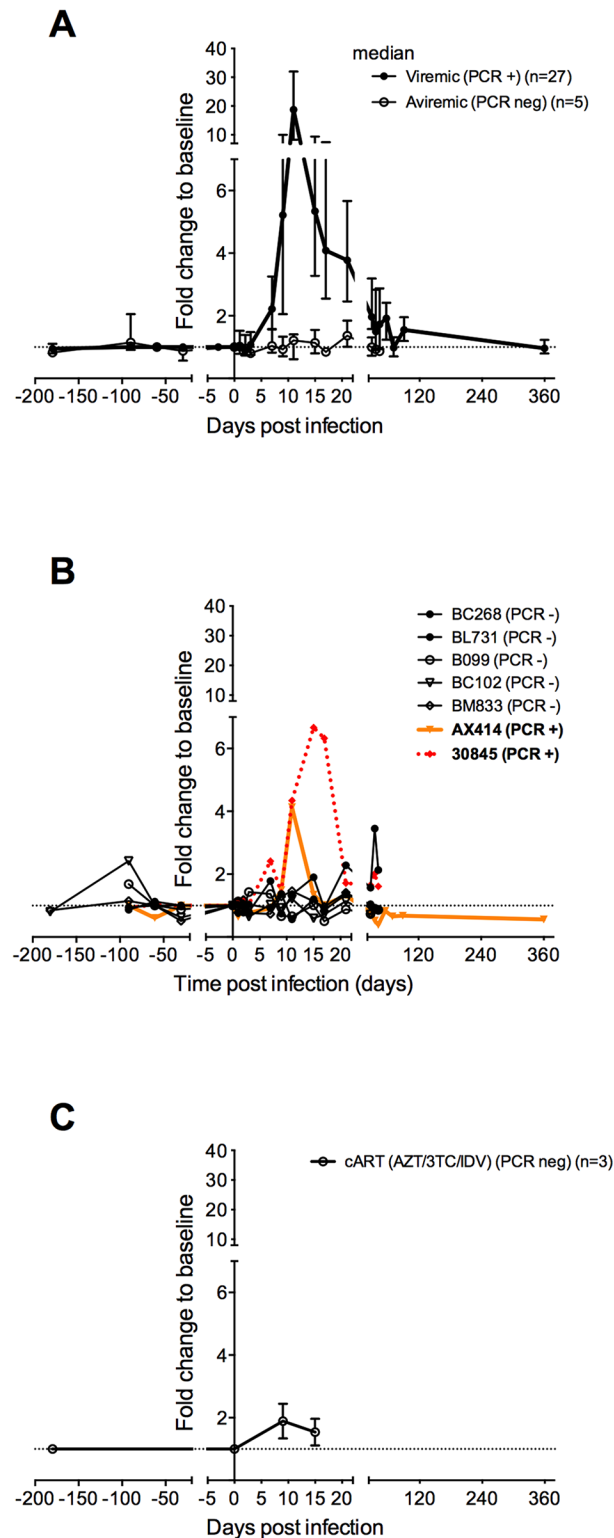 A
median
Viremic (PCR +) (n=27)
Aviremic (PCR neg) (n=5)
Fold change to baseline
40
30
20
10
6
4
2
-200 -150 -100 -50 -5 0 5 10 15 20 120 240 360
Days post infection
B
BC268 (PCR -)
BL731 (PCR -)
B099 (PCR -)
BC102 (PCR -)
BM833 (PCR -)
AX414 (PCR +)
30845 (PCR +)
Fold change to baseline
40
30
20
10
6
4
2
-200 -150 -100 -50 -5 0 5 10 15 20 120 240 360
Time post infection (days)
C
cART (AZT/3TC/IDV) (PCR neg) (n=3)
Fold change to baseline
40
30
20
10
6
4
2
-200 -150 -100 -50 -5 0 5 10 15 20 120 240 360
Days post infection